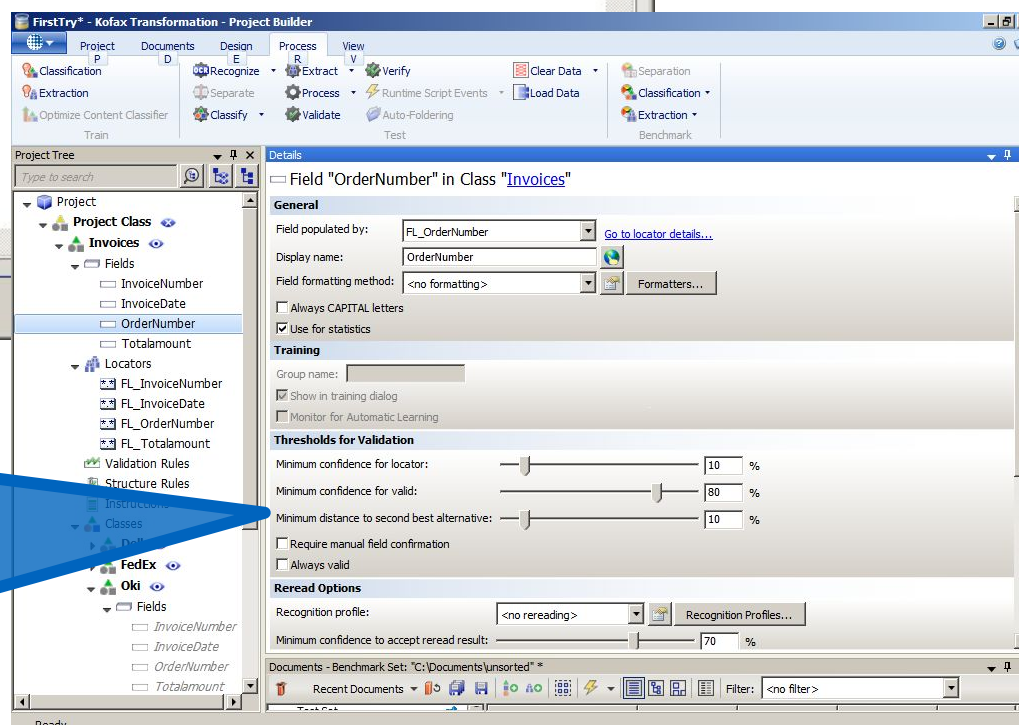 FirstTry* - Kofax Transformation - Project Builder
Project Documents Design Process View
P D E R V
Classification Recognize Extract Verify Clear Data Separation
Extraction Separate Process Runtime Script Events Load Data Classification
Optimize Content Classifier Classify Validate Auto-Foldering Extraction
Train Test Benchmark
Project Tree
Type to search
Project
Project Class
Invoices
Fields
InvoiceNumber
InvoiceDate
OrderNumber
Totalamount
Locators
FL_InvoiceNumber
FL_InvoiceDate
FL_OrderNumber
FL_Totalamount
Validation Rules
Structure Rules
Instructions
Classes
FedEx
Oki
Fields
InvoiceNumber
InvoiceDate
OrderNumber
Totalamount
Details
Field "OrderNumber" in Class "Invoices"
General
Field populated by: FL_OrderNumber Go to locator details...
Display name: OrderNumber
Field formatting method: <no formatting> Formatters...
Always CAPITAL letters
Use for statistics
Training
Group name:
Show in training dialog
Monitor for Automatic Learning
Thresholds for Validation
Minimum confidence for locator: 10 %
Minimum confidence for valid: 80 %
Minimum distance to second best alternative: 10 %
Require manual field confirmation
Always valid
Reread Options
Recognition profile: <no rereading> Recognition Profiles...
Minimum confidence to accept reread result: 70 %
Documents - Benchmark Set: "C:\Documents\unsorted" *
Recent Documents Filter: <no filter>